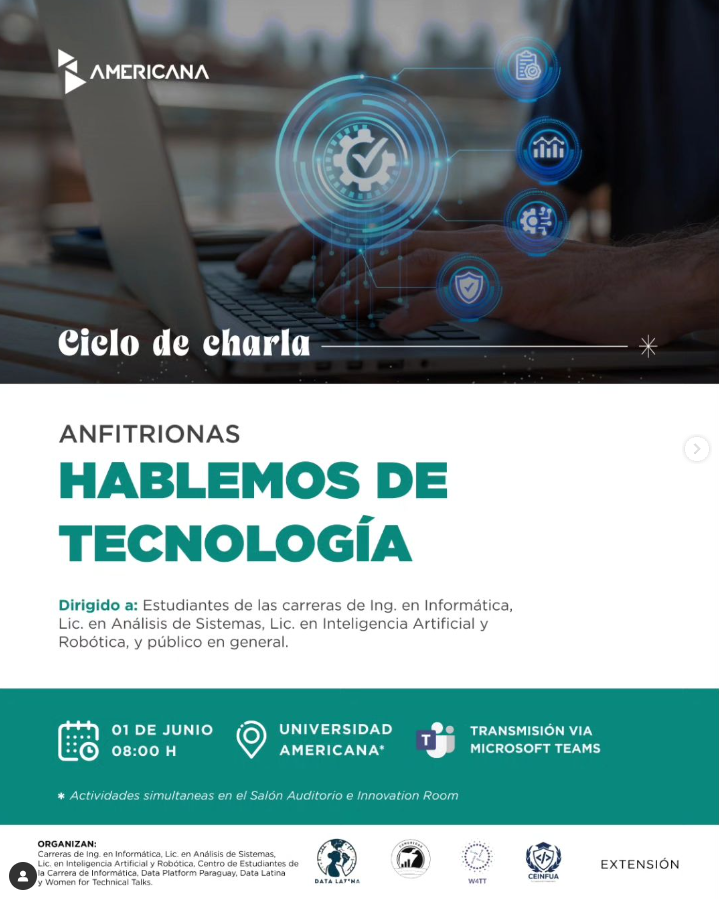 AMERICANA
Ciclo de charla
ANFITRIONAS
HABLEMOS DE
TECNOLOGÍA
Dirigido a: Estudiantes de las carreras de Ing. en Informática,
Lic. en Análisis de Sistemas, Lic. en Inteligencia Artificial y
Robótica, y público en general.
01 DE JUNIO
08:00 H
UNIVERSIDAD
AMERICANA*
T
TRANSMISIÓN VIA
MICROSOFT TEAMS
* Actividades simultaneas en el Salón Auditorio e Innovation Room
ORGANIZAN:
Carreras de Ing. en Informática, Lic. en Análisis de Sistemas,
Lic. en Inteligencia Artificial y Robótica. Centro de Estudiantes de
la Carrera de Informática, Data Platform Paraguay, Data Latina
y Women for Technical Talks.
DATA LATINA
W4TT
CEINFUA
EXTENSIÓN